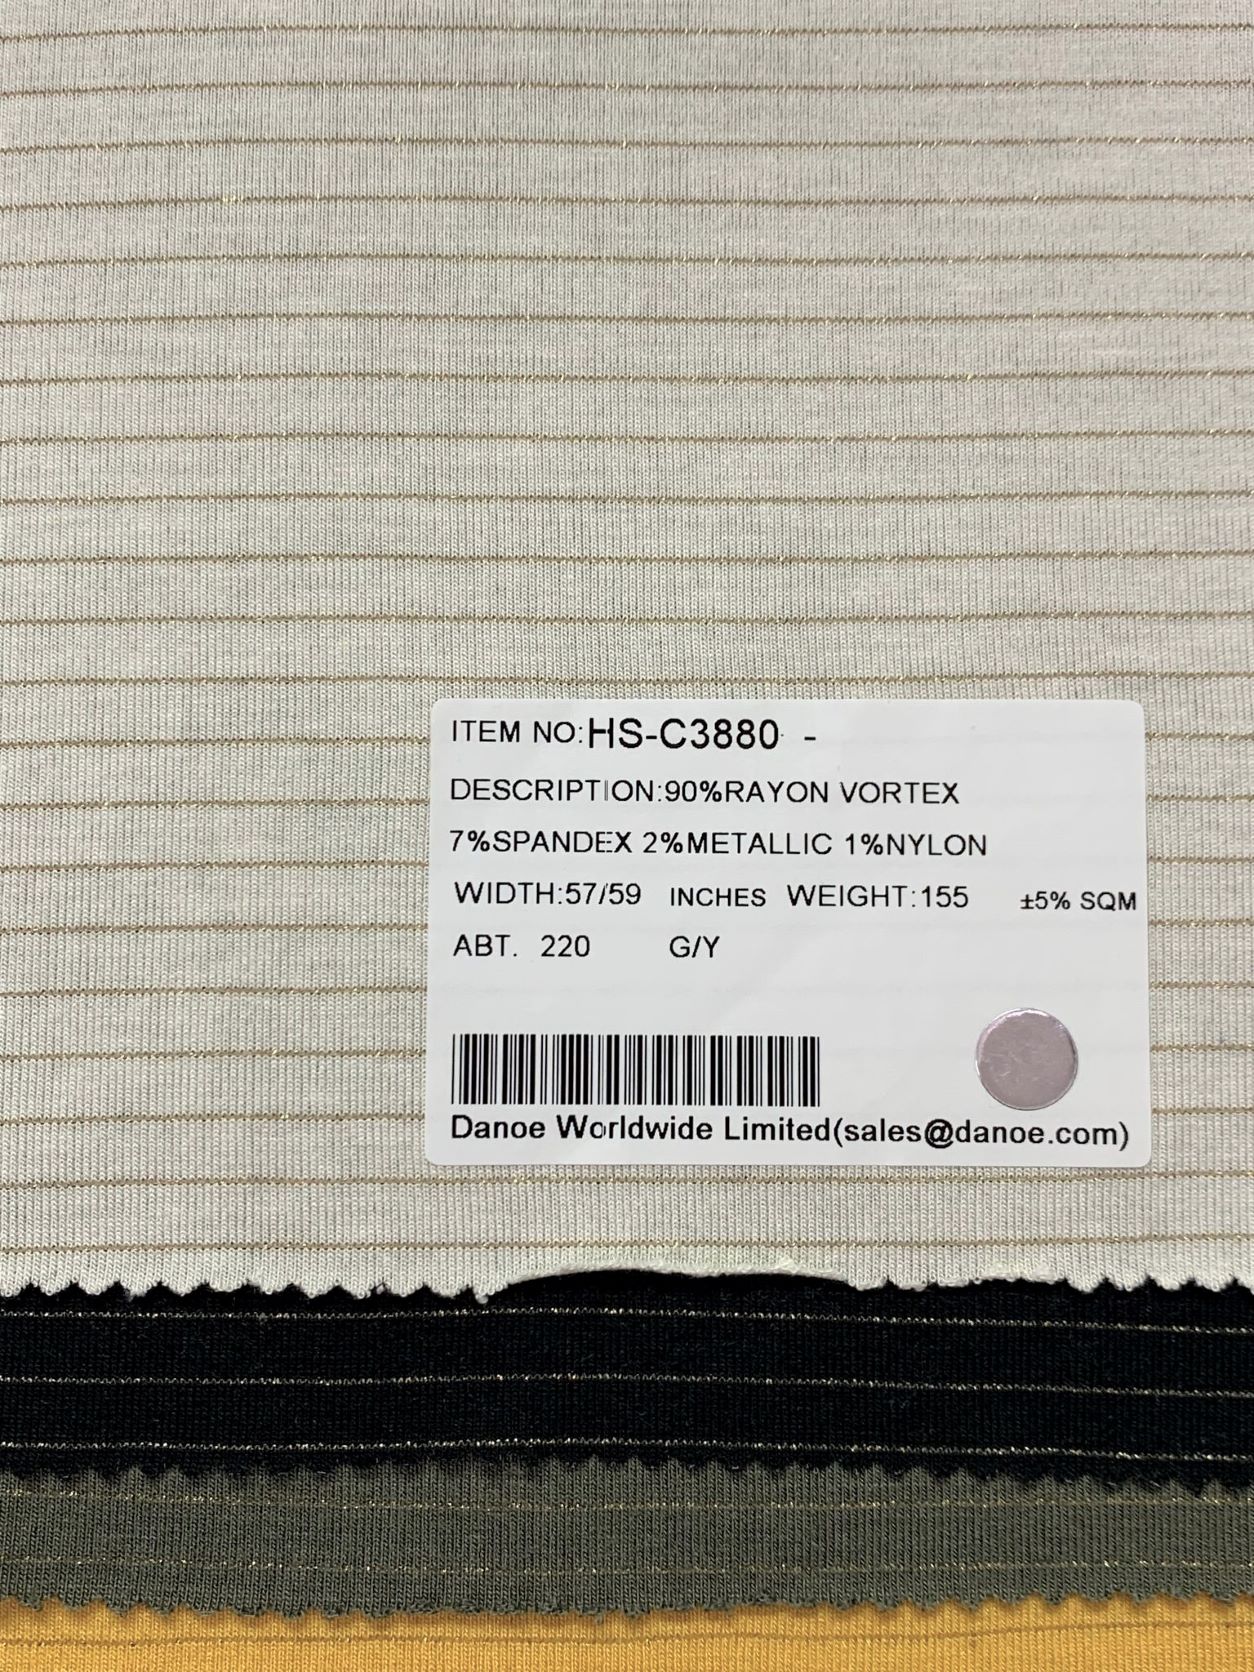 ITEM NO:HS-C3880 -
DESCRIPTION:90%RAYON VORTEX
7%SPANDEX 2%METALLIC 1%NYLON
WIDTH:57/59 INCHES WEIGHT:155 ±5% SQM
ABT. 220 G/Y
Danoe Worldwide Limited(sales@danoe.com)